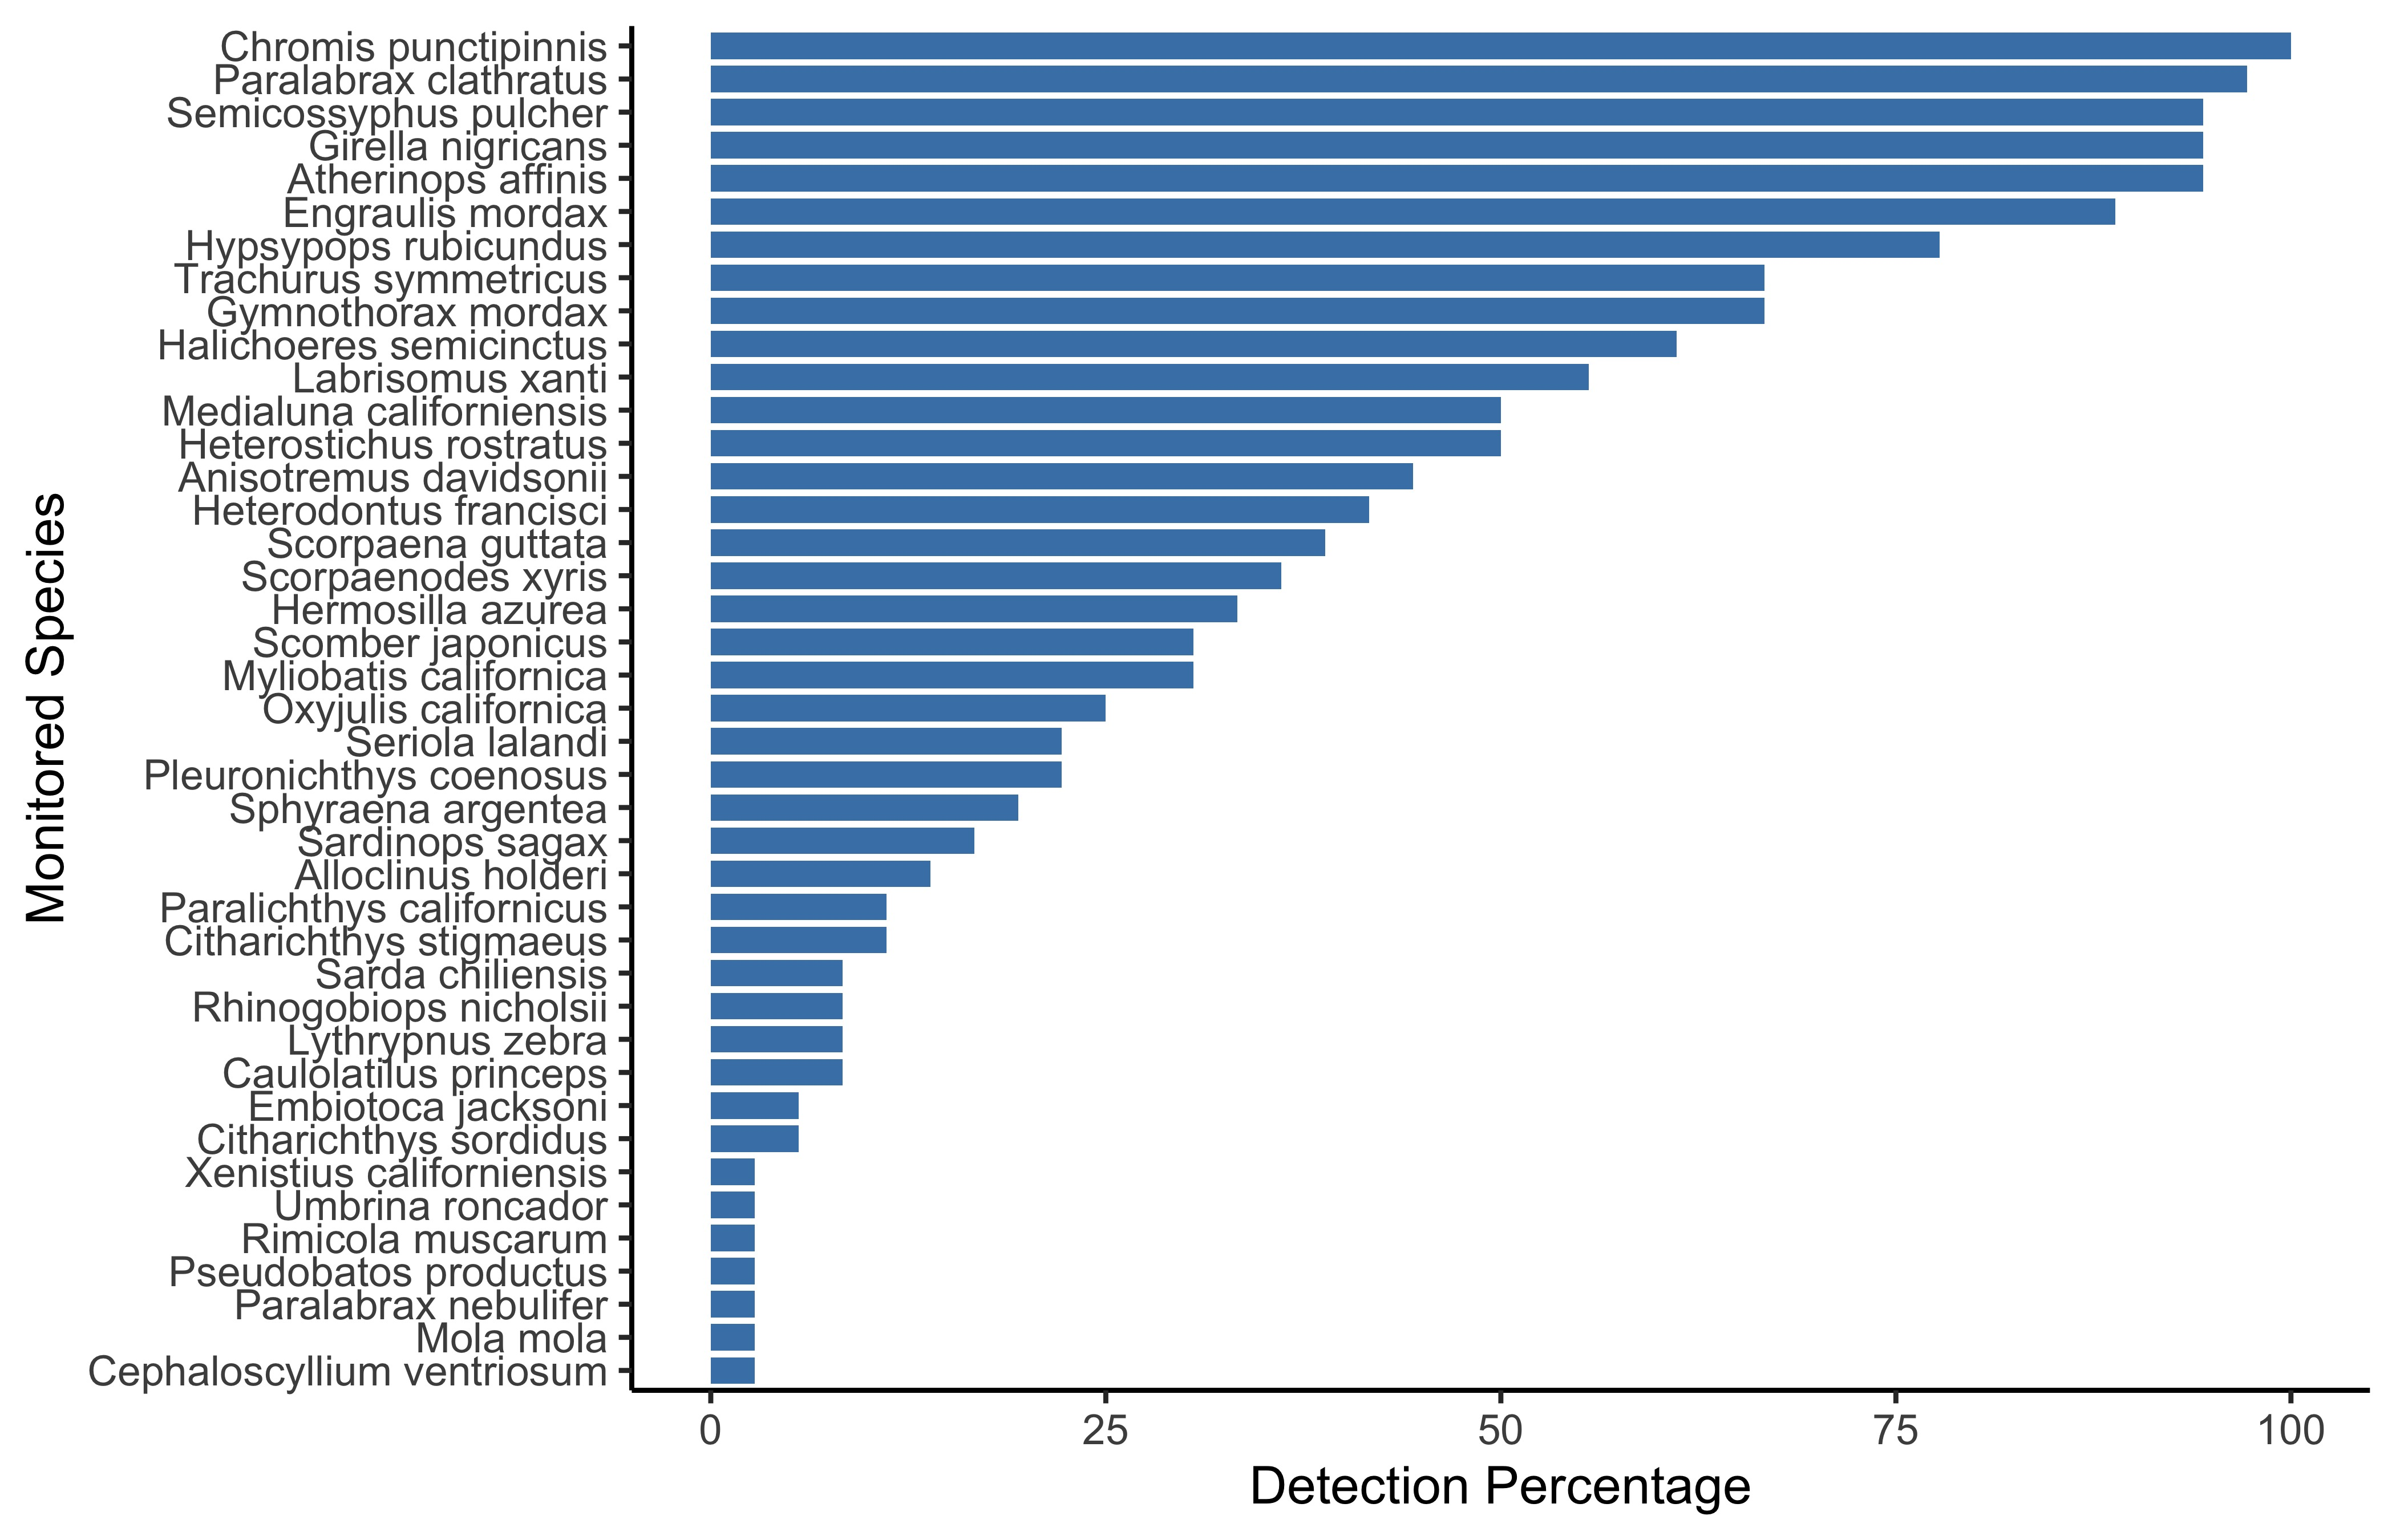 Monitored Species
Chromis punctipinnis
Paralabrax clathratus
Semicossyphus pulcher
Girella nigricans
Atherinops affinis
Engraulis mordax
Hypsypops rubicundus
Trachurus symmetricus
Gymnothorax mordax
Halichoeres semicinctus
Labrisomus xanti
Medialuna californiensis
Heterostichus rostratus
Anisotremus davidsonii
Heterodontus francisci
Scorpaena guttata
Scorpaenodes xyris
Hermosilla azurea
Scomber japonicus
Myliobatis californica
Oxyjulis californica
Seriola lalandi
Pleuronichthys coenosus
Sphyraena argentea
Sardinops sagax
Alloclinus holderi
Paralichthys californicus
Citharichthys stigmaeus
Sarda chiliensis
Rhinogobiops nicholsii
Lythrypnus zebra
Caulolatilus princeps
Embiotoca jacksoni
Citharichthys sordidus
Xenistius californiensis
Umbrina roncador
Rimicola muscarum
Pseudobatos productus
Paralabrax nebulifer
Mola mola
Cephaloscyllium ventriosum
0 25 50 75 100
Detection Percentage